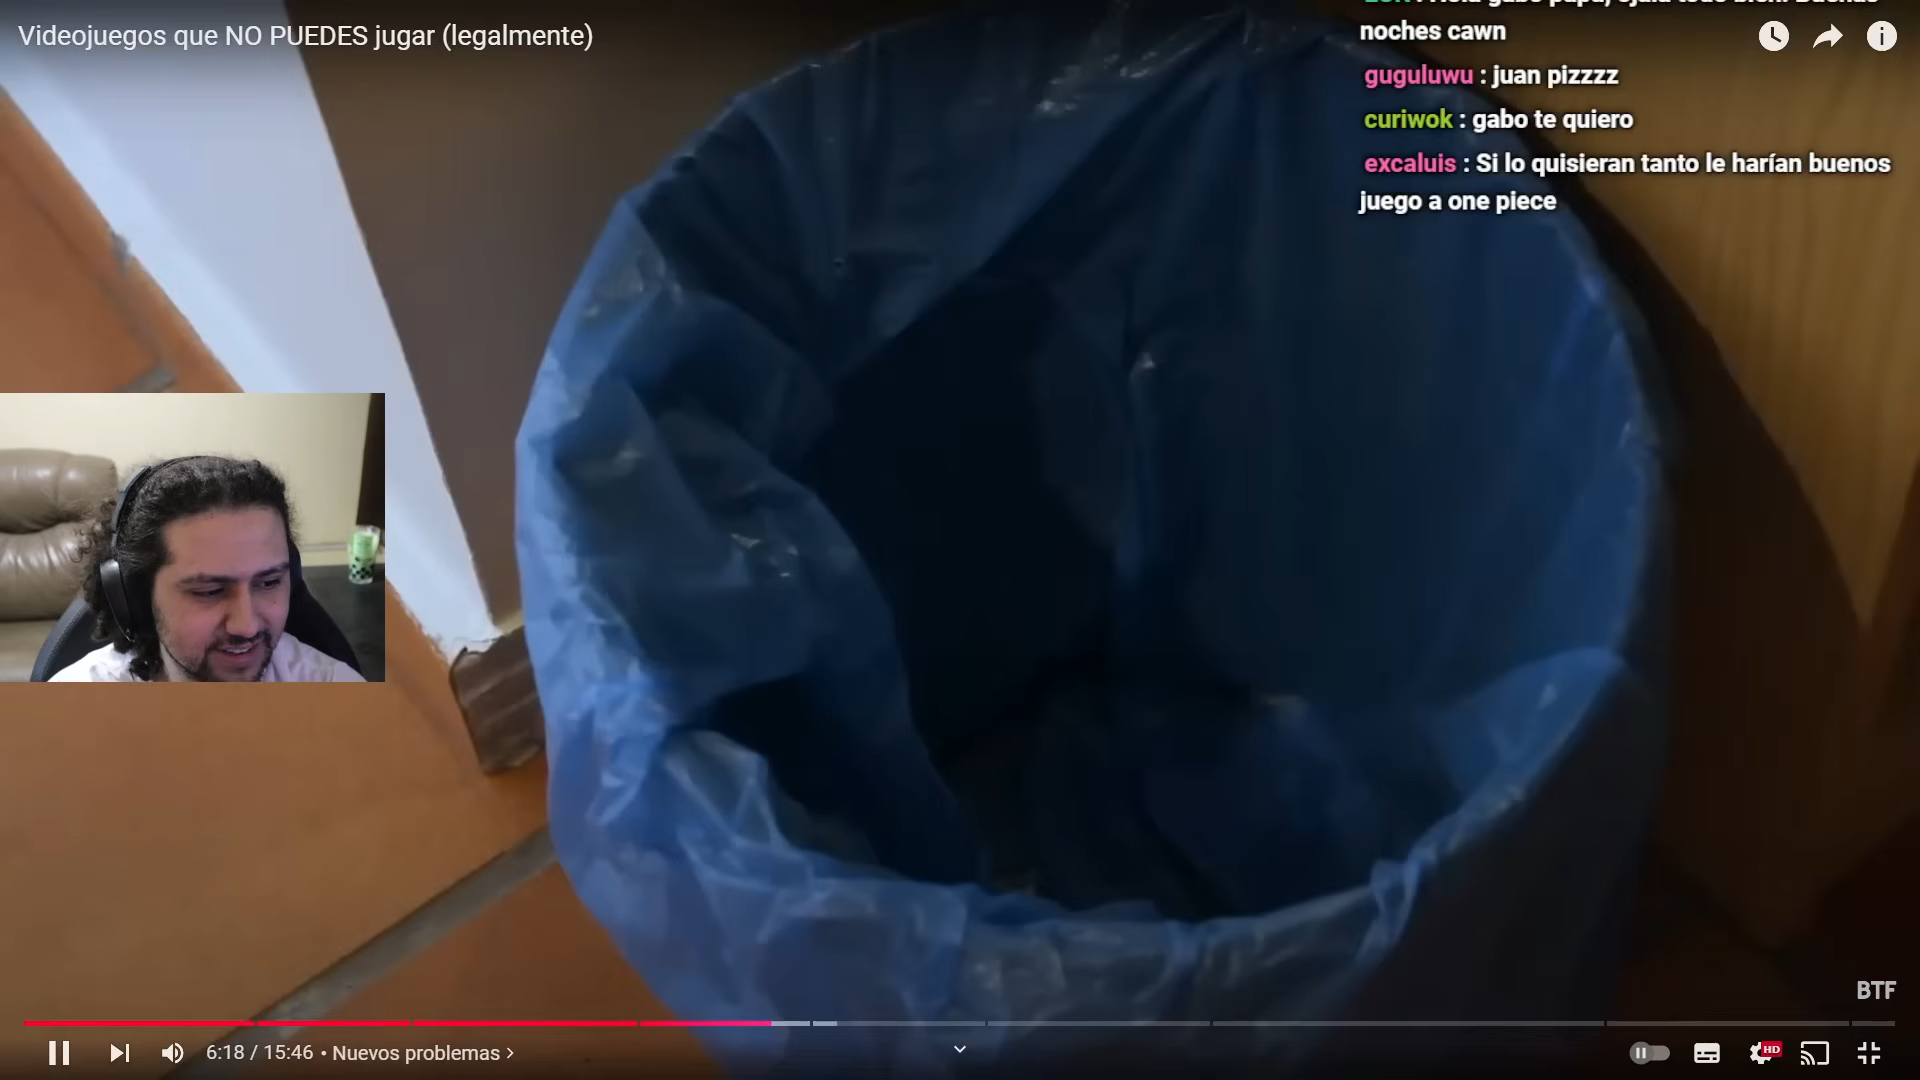 Videojuegos que NO PUEDES jugar (legalmente)
noches cawn
guguluwu : juan pizzzz
curiwok : gabo te quiero
excaluis : Si lo quisieran tanto le harían buenos
juego a one piece
BTF
6:18 / 15:46 • Nuevos problemas
HD